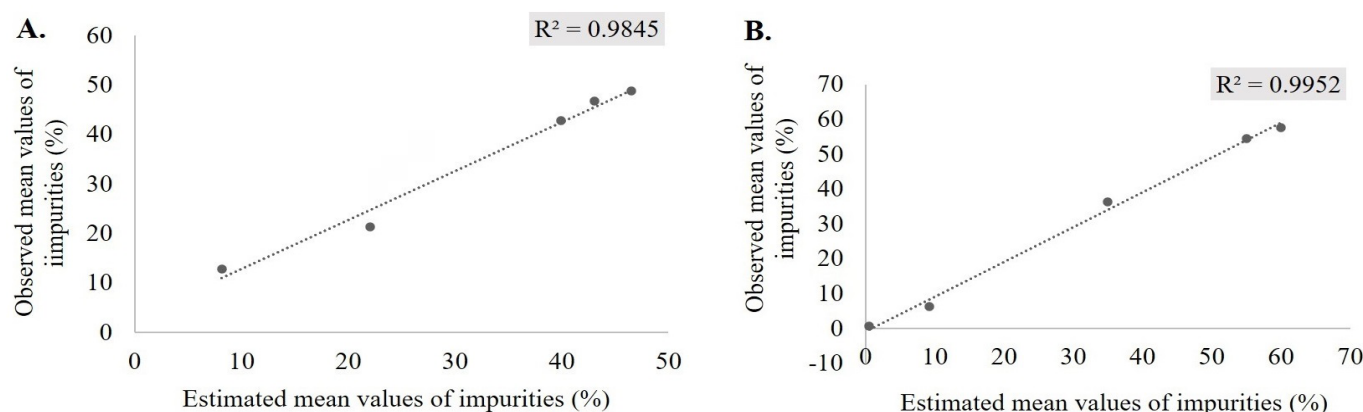 A.
R² = 0.9845
60
50
40
30
20
10
0
0 10 20 30 40 50
Observed mean values of
iimpurities (%)
Estimated mean values of impurities (%)
B.
R² = 0.9952
70
60
50
40
30
20
10
0
-10
0 10 20 30 40 50 60 70
Observed mean values of
impurities (%)
Estimated mean values of impurities (%)